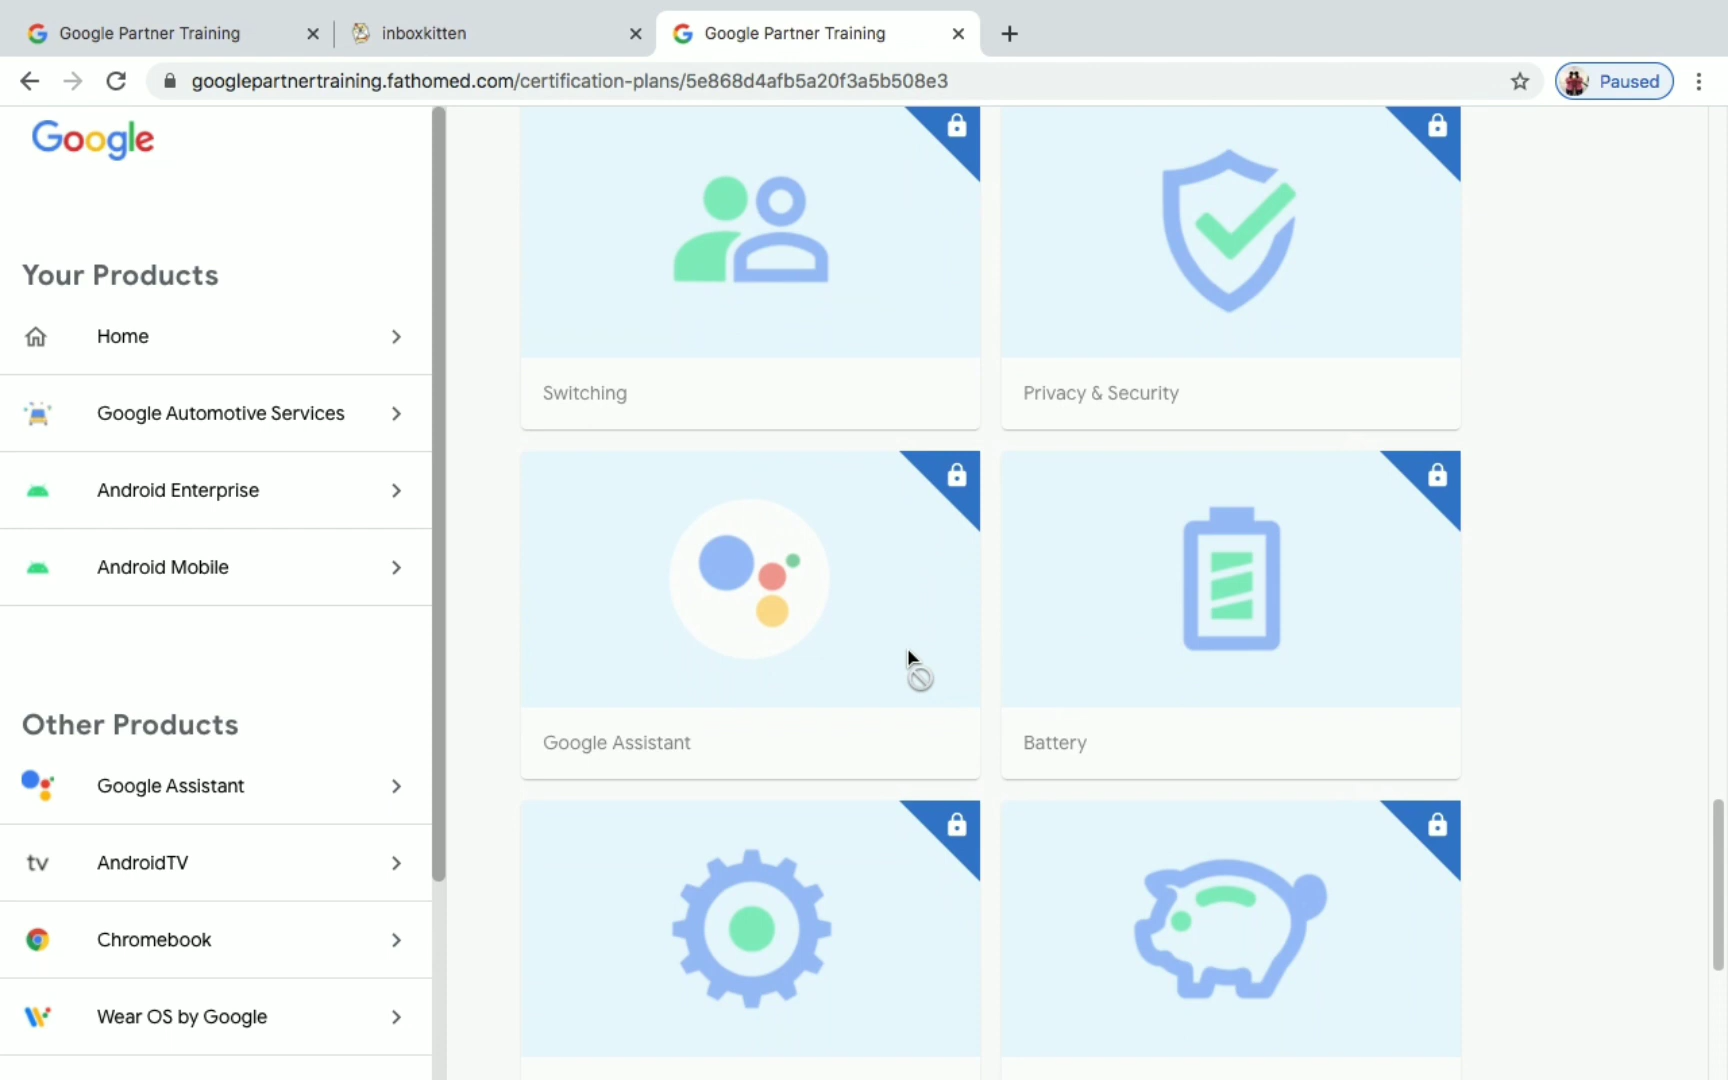 Google Partner Training
inboxkitten
Google Partner Training
googlepartnertraining.fathomed.com/certification-plans/5e868d4afb5a20f3a5b508e3
Paused
Google
Your Products
Home
Google Automotive Services
Android Enterprise
Android Mobile
Other Products
Google Assistant
tv AndroidTV
Chromebook
Wear OS by Google
Switching
Privacy & Security
Google Assistant
Battery